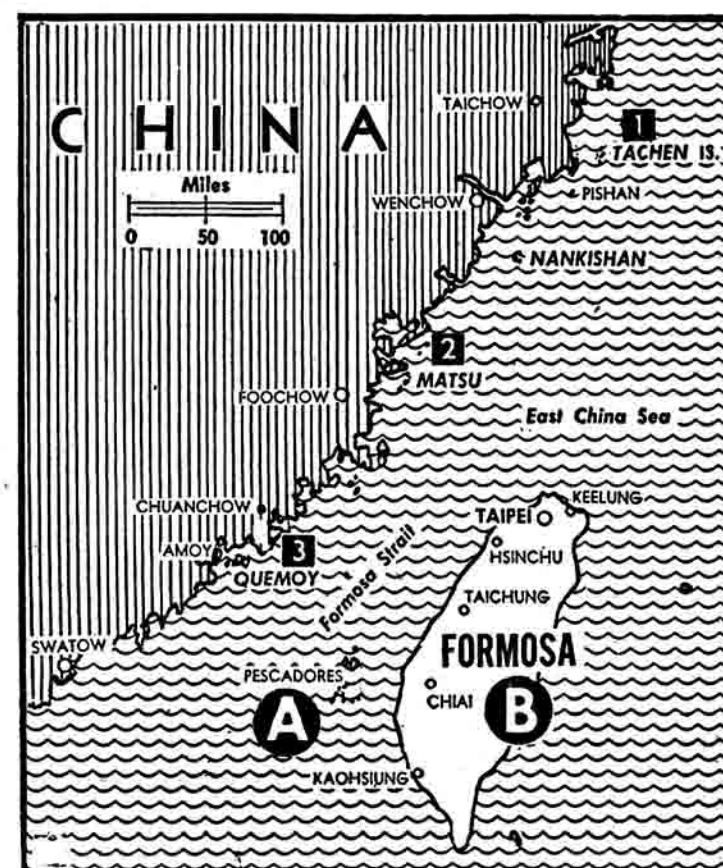 CHINA
TAICHOW
1
TACHEN IS.
Miles
0 50 100
WENCHOW
PISHAN
NANKISHAN
2
MATSU
FOOCHOW
East China Sea
CHUANCHOW
KEELUNG
TAIPEI
AMOY
3
HSINCHU
QUEMOY
Formosa Strait
TAICHUNG
SWATOW
FORMOSA
PESCADORES
CHIAI
A
B
KAOHSIUNG